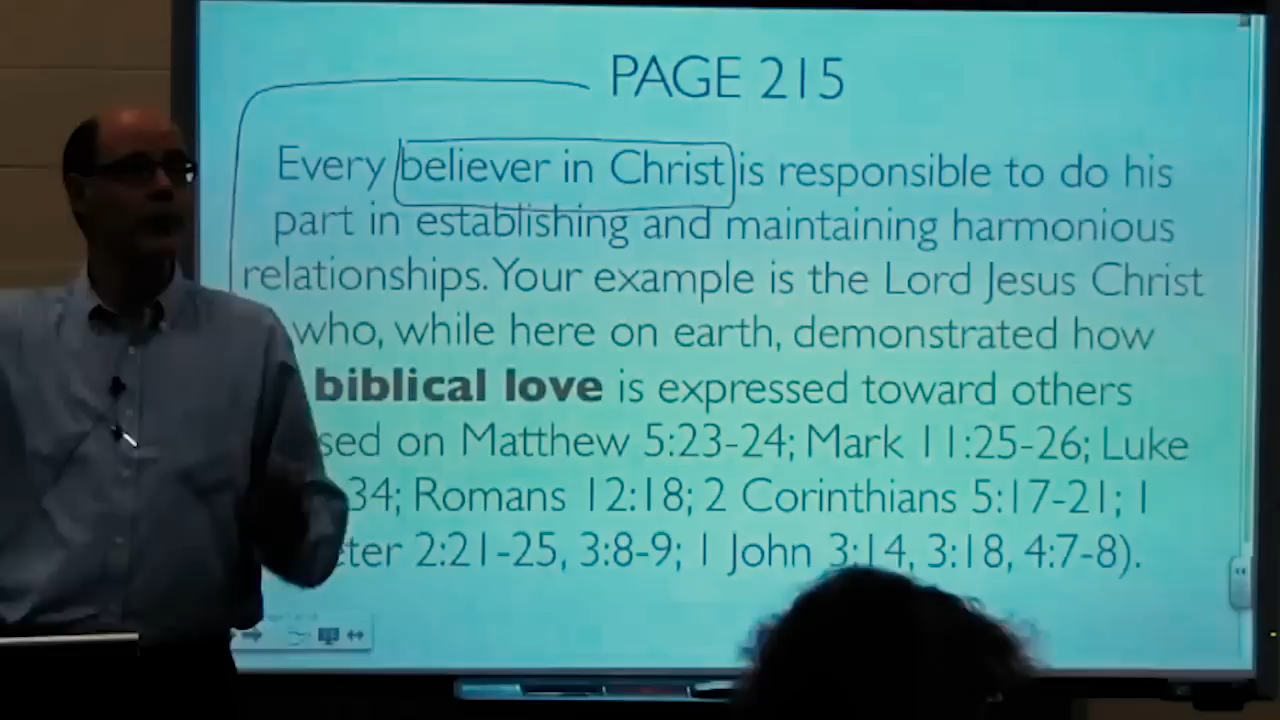 PAGE 215
Every believer in Christ is responsible to do his
part in establishing and maintaining harmonious
relationships. Your example is the Lord Jesus Christ
who, while here on earth, demonstrated how
biblical love is expressed toward others
sed on Matthew 5:23-24; Mark 11:25-26; Luke
34; Romans 12:18; 2 Corinthians 5:17-21; 1
ter 2:21-25, 3:8-9; 1 John 3:14, 3:18, 4:7-8).